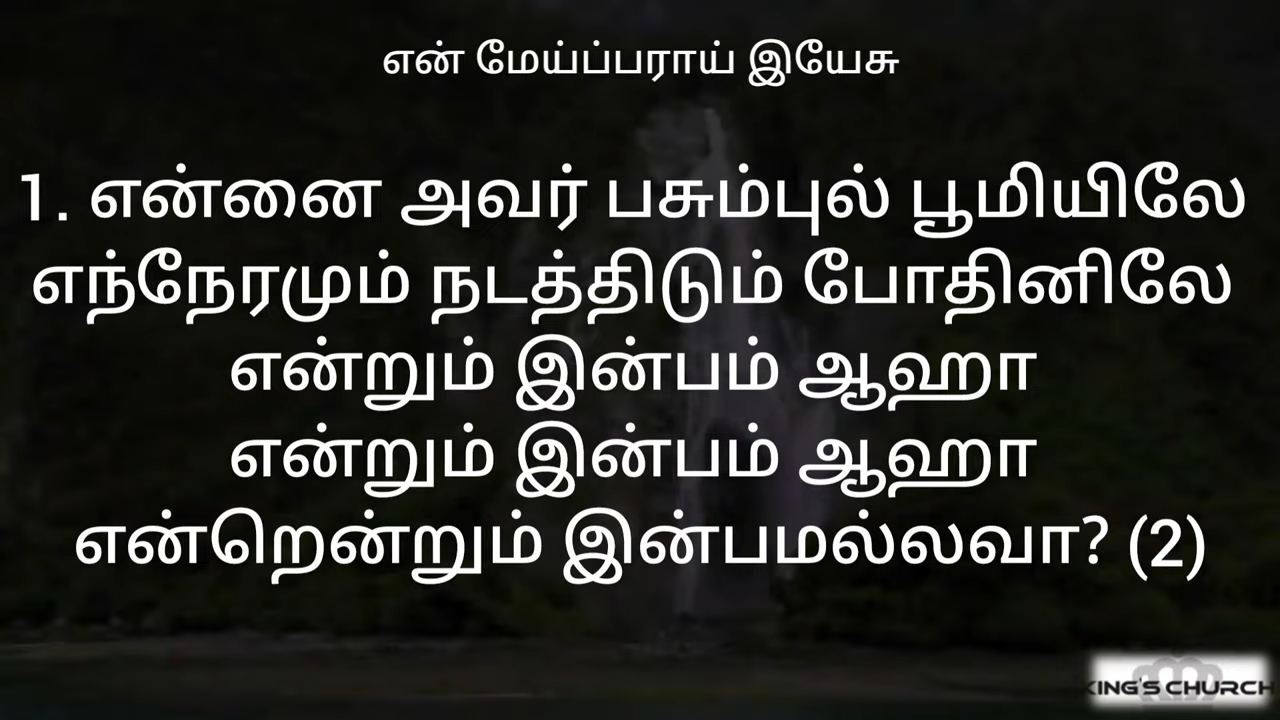 என் மேய்ப்பராய் இயேசு
1. என்னை அவர் பசும்புல் பூமியிலே
எந்நேரமும் நடத்திடும் போதினிலே
என்றும் இன்பம் ஆஹா
என்றும் இன்பம் ஆஹா
என்றென்றும் இன்பமல்லவா? (2)
KING'S CHURCH